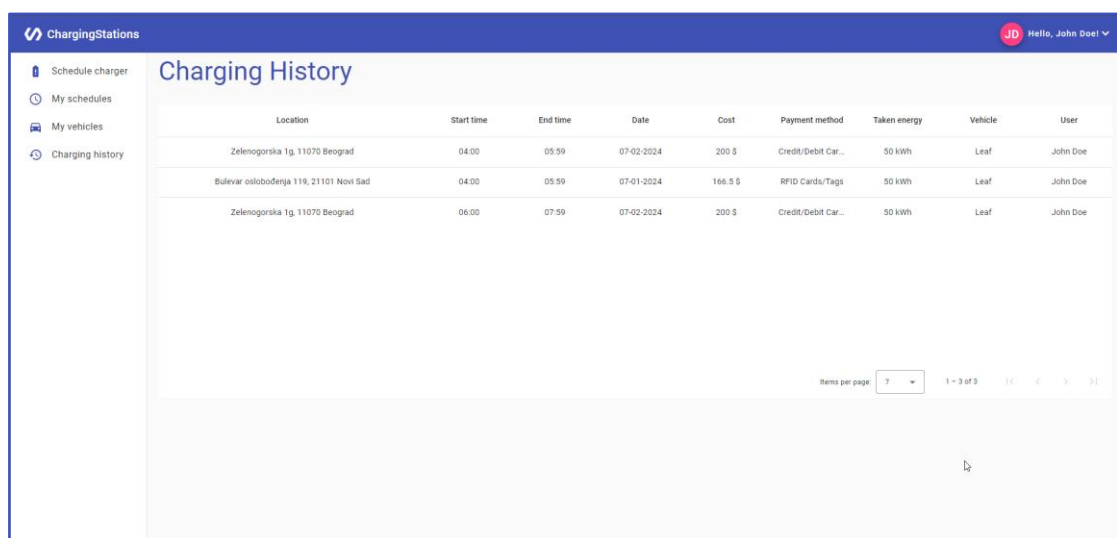 ChargingStations
JD Hello, John Doe!
Schedule charger
My schedules
My vehicles
Charging history
Charging History
Location Start time End time Date Cost Payment method Taken energy Vehicle User
Zelenogorska 1g, 11070 Beograd 04:00 05:59 07-02-2024 200 $ Credit/Debit Car... 50 kWh Leaf John Doe
Bulevar oslobođenja 119, 21101 Novi Sad 04:00 05:59 07-01-2024 166.5 $ RFID Cards/Tags 50 kWh Leaf John Doe
Zelenogorska 1g, 11070 Beograd 06:00 07:59 07-02-2024 200 $ Credit/Debit Car... 50 kWh Leaf John Doe
Items per page: 7 1 – 3 of 3